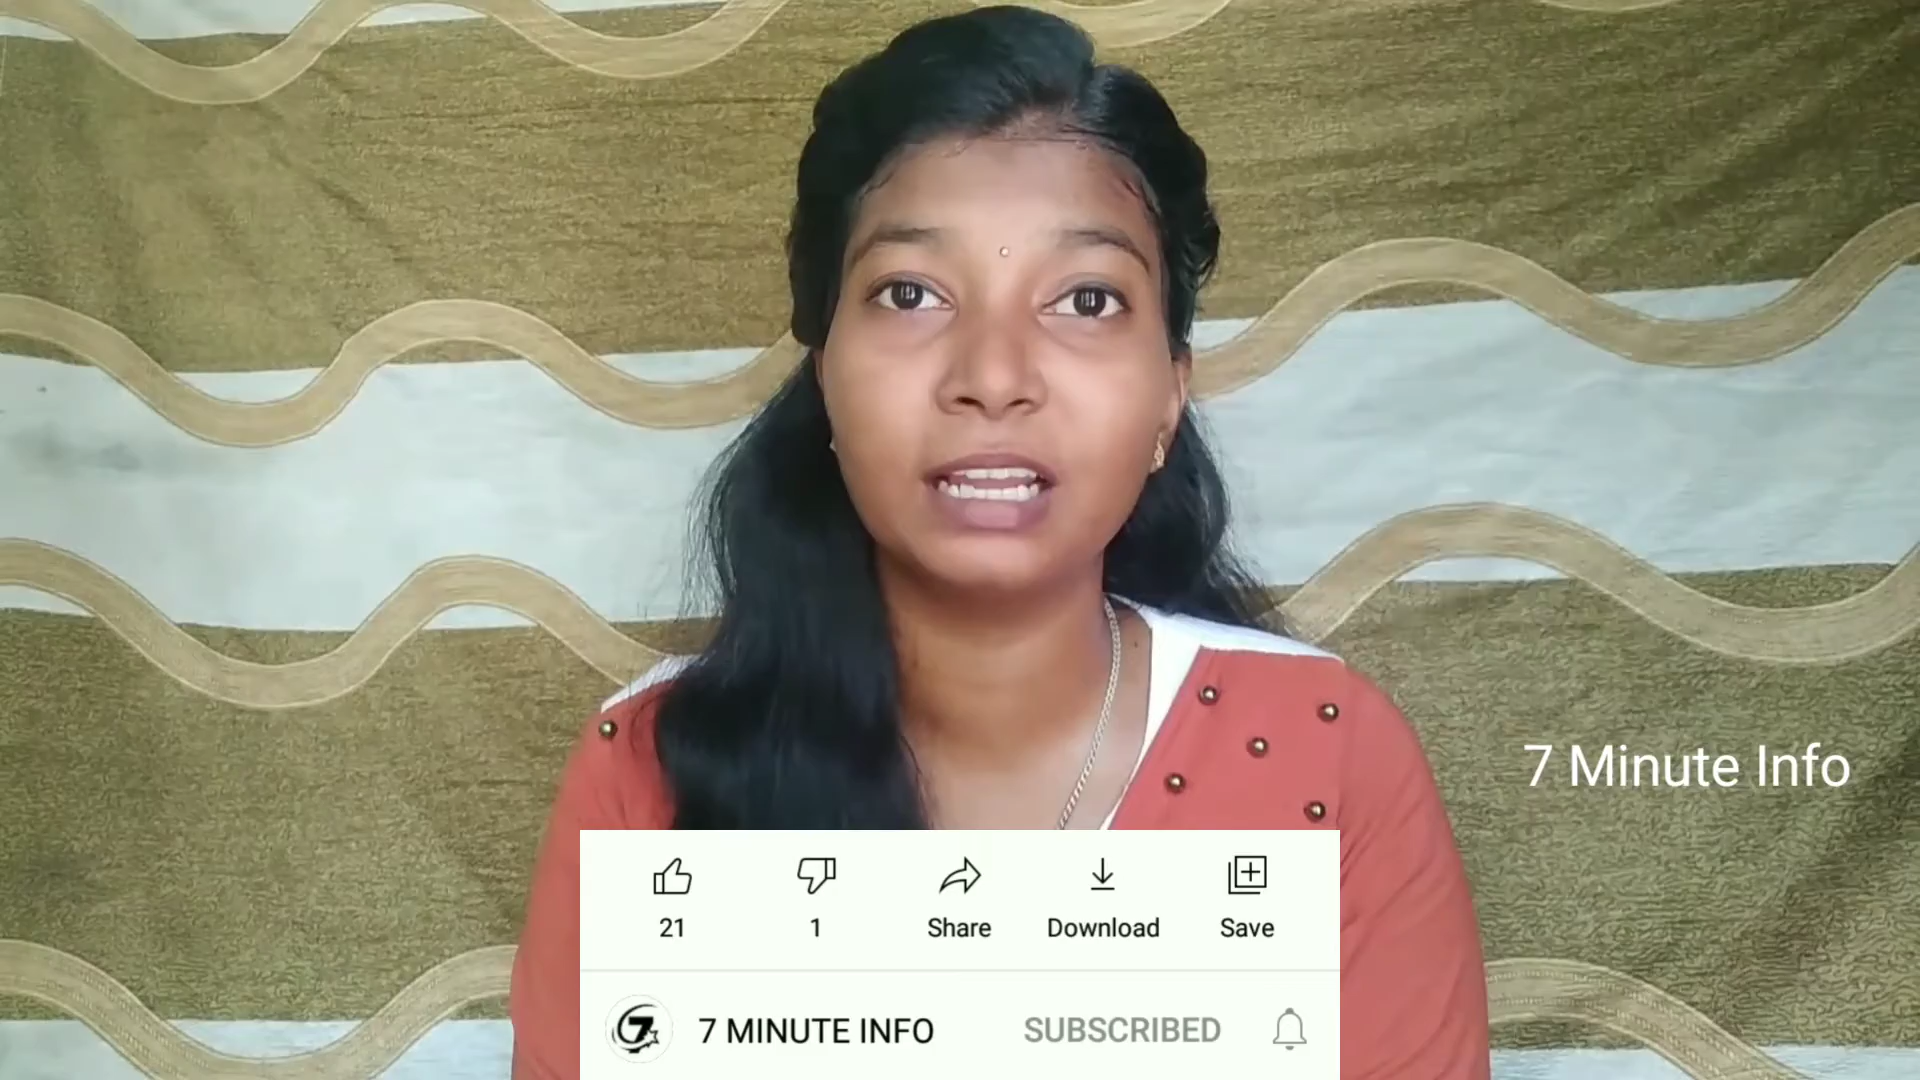 7 Minute Info
21
1
Share
Download
Save
7 MINUTE INFO
SUBSCRIBED